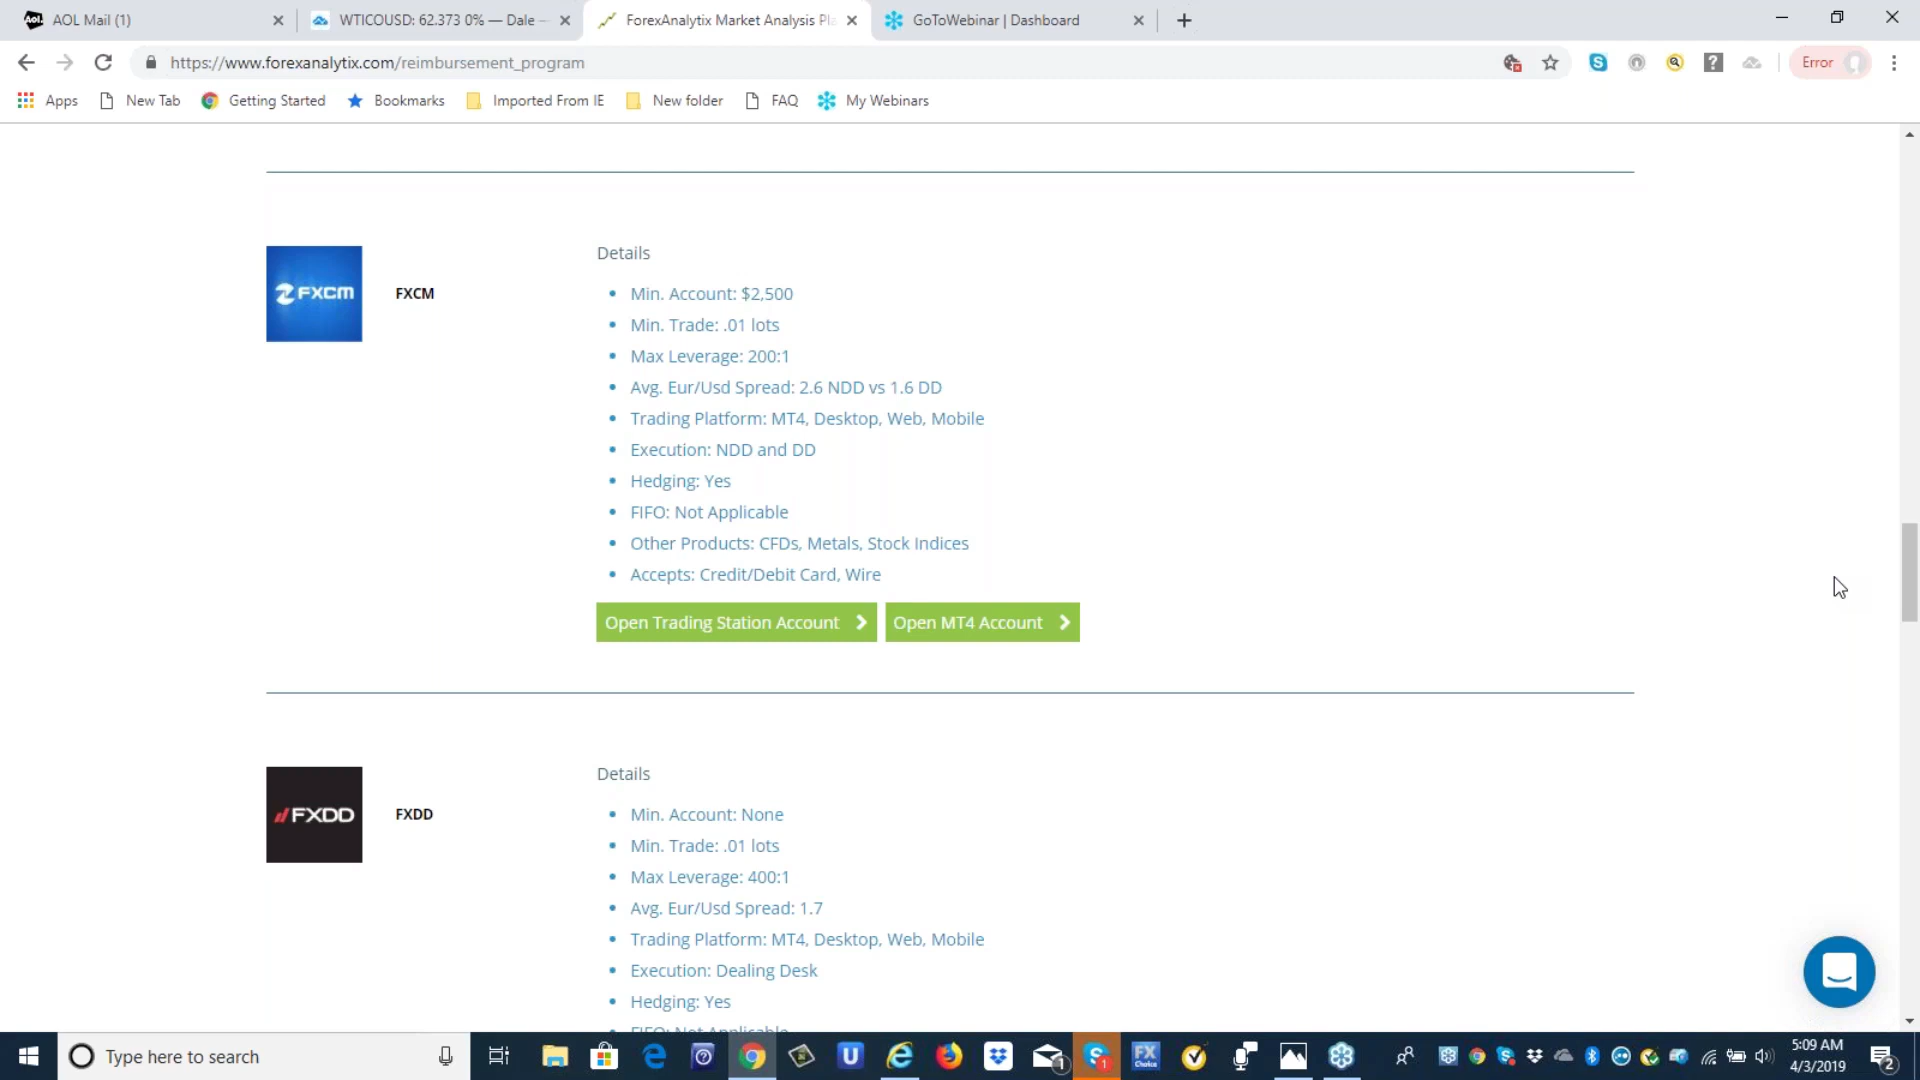 AOL Mail (1)
WTICOUSD: 62.373 0% — Dale —
ForexAnalytix Market Analysis Pla
GoToWebinar | Dashboard
https://www.forexanalytix.com/reimbursement_program
Error
Apps
New Tab
Getting Started
Bookmarks
Imported From IE
New folder
FAQ
My Webinars
FXCM
FXCM
Details
Min. Account: $2,500
Min. Trade: .01 lots
Max Leverage: 200:1
Avg. Eur/Usd Spread: 2.6 NDD vs 1.6 DD
Trading Platform: MT4, Desktop, Web, Mobile
Execution: NDD and DD
Hedging: Yes
FIFO: Not Applicable
Other Products: CFDs, Metals, Stock Indices
Accepts: Credit/Debit Card, Wire
Open Trading Station Account
Open MT4 Account
FXDD
FXDD
Details
Min. Account: None
Min. Trade: .01 lots
Max Leverage: 400:1
Avg. Eur/Usd Spread: 1.7
Trading Platform: MT4, Desktop, Web, Mobile
Execution: Dealing Desk
Hedging: Yes
FIFO: Not Applicable
Type here to search
FX
Choice
5:09 AM
4/3/2019